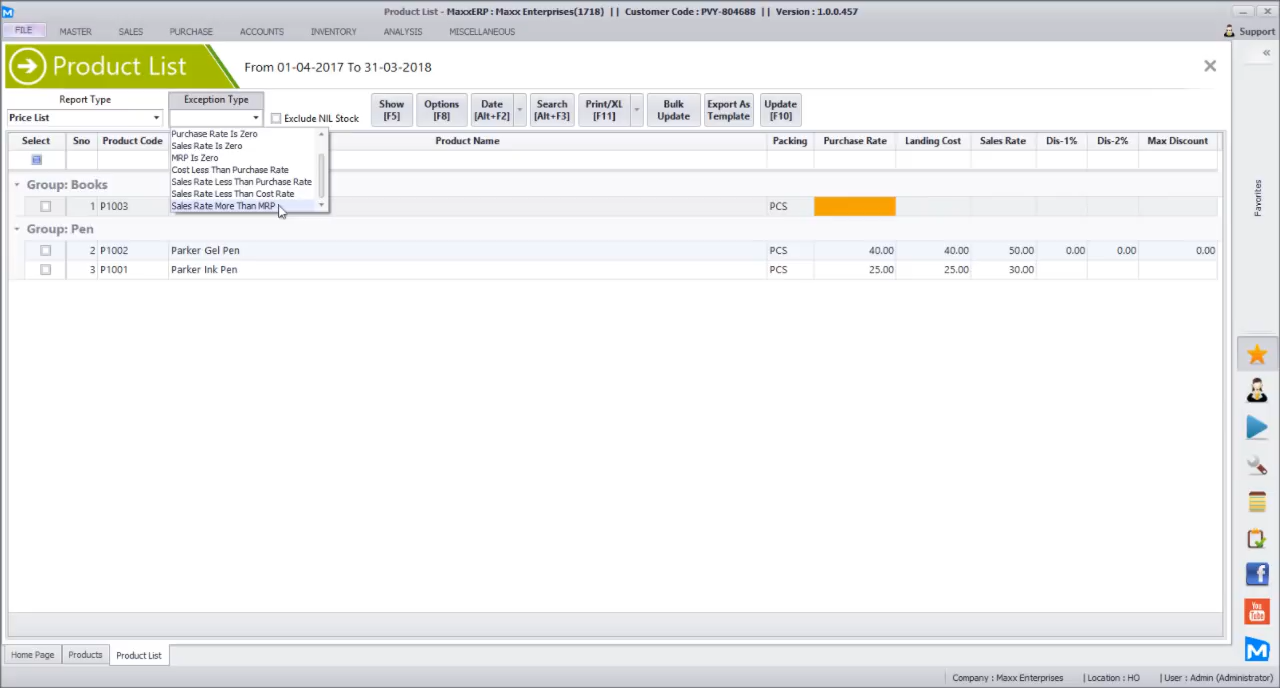 Product List - MaxxERP : Maxx Enterprises(1718) || Customer Code : PVY-804688 || Version : 1.0.0.457
FILE MASTER SALES PURCHASE ACCOUNTS INVENTORY ANALYSIS MISCELLANEOUS Support
Product List From 01-04-2017 To 31-03-2018
Report Type Exception Type
Price List
Exclude NIL Stock
Show [F5]
Options [F8]
Date [Alt+F2]
Search [Alt+F3]
Print/XL [F11]
Bulk Update
Export As Template
Update [F10]
Purchase Rate Is Zero
Sales Rate Is Zero
MRP Is Zero
Cost Less Than Purchase Rate
Sales Rate Less Than Purchase Rate
Sales Rate Less Than Cost Rate
Sales Rate More Than MRP
Select Sno Product Code Product Name Packing Purchase Rate Landing Cost Sales Rate Dis-1% Dis-2% Max Discount
Group: Books
1 P1003 PCS
Group: Pen
2 P1002 Parker Gel Pen PCS 40.00 40.00 50.00 0.00 0.00 0.00
3 P1001 Parker Ink Pen PCS 25.00 25.00 30.00
Favorites
You Tube
Home Page Products Product List
Company : Maxx Enterprises | Location : HO | User : Admin (Administrator)